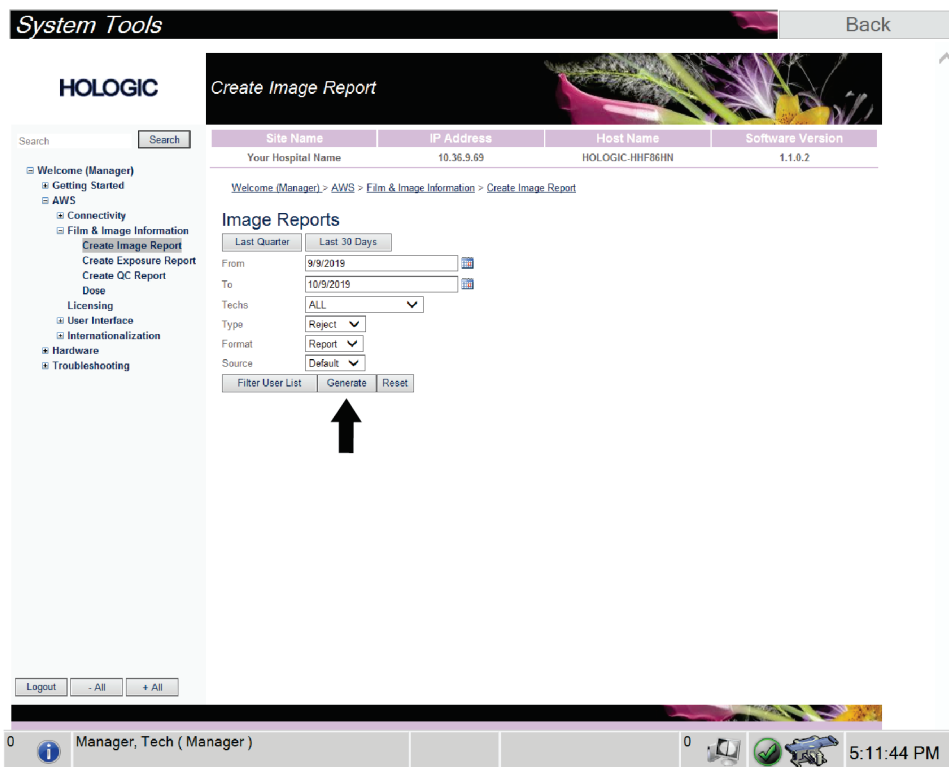 System Tools
Back
HOLOGIC
Create Image Report
Search
Search
Site Name IP Address Host Name Software Version
Your Hospital Name 10.36.9.69 HOLOGIC-HHF86HN 1.1.0.2
Welcome (Manager)
Getting Started
AWS
Connectivity
Film & Image Information
Create Image Report
Create Exposure Report
Create QC Report
Dose
Licensing
User Interface
Internationalization
Hardware
Troubleshooting
Welcome (Manager) > AWS > Film & Image Information > Create Image Report
Image Reports
Last Quarter Last 30 Days
From 9/9/2019
To 10/9/2019
Techs ALL
Type Reject
Format Report
Source Default
Filter User List Generate Reset
Logout - All + All
0 Manager, Tech ( Manager ) 0 5:11:44 PM